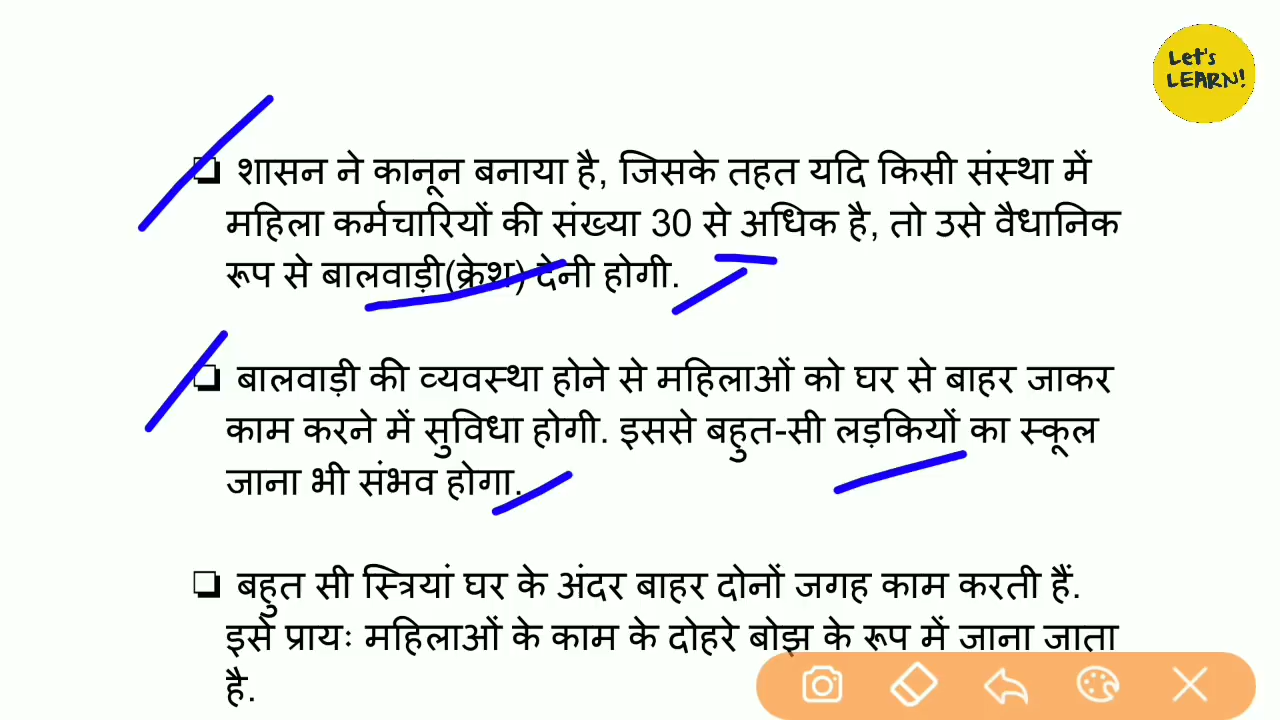 Let's
LEARN!
शासन ने कानून बनाया है, जिसके तहत यदि किसी संस्था में
महिला कर्मचारियों की संख्या 30 से अधिक है, तो उसे वैधानिक
रूप से बालवाड़ी(क्रेश) देनी होगी.
बालवाड़ी की व्यवस्था होने से महिलाओं को घर से बाहर जाकर
काम करने में सुविधा होगी. इससे बहुत-सी लड़कियों का स्कूल
जाना भी संभव होगा.
बहुत सी स्त्रियां घर के अंदर बाहर दोनों जगह काम करती हैं.
इसे प्रायः महिलाओं के काम के दोहरे बोझ के रूप में जाना जाता
है.